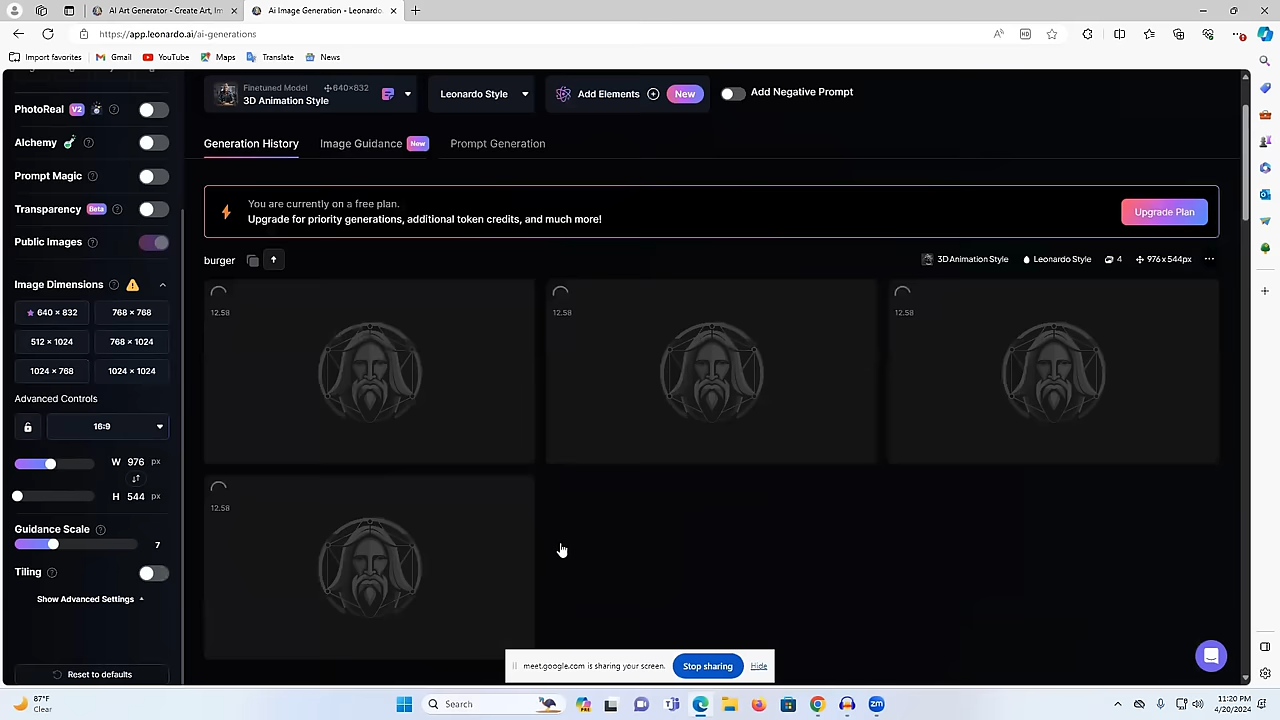 AI Art Generator - Create Art, Im
Ai Image Generation - Leonardo.
https://app.leonardo.ai/ai-generations
Import favorites
Gmail
YouTube
Maps
Translate
News
PhotoReal V2
Alchemy
Prompt Magic
Transparency Beta
Public Images
Image Dimensions
640 × 832
768 × 768
512 × 1024
768 × 1024
1024 × 768
1024 × 1024
Advanced Controls
16:9
W 976 px
H 544 px
Guidance Scale
7
Tiling
Show Advanced Settings
Reset to defaults
Finetuned Model 640×832
3D Animation Style
Leonardo Style
Add Elements
New
Add Negative Prompt
Generation History
Image Guidance New
Prompt Generation
You are currently on a free plan.
Upgrade for priority generations, additional token credits, and much more!
Upgrade Plan
burger
3D Animation Style
Leonardo Style
4
976 x 544px
12.58
12.58
12.58
12.58
meet.google.com is sharing your screen.
Stop sharing
Hide
87°F
Clear
Search
zm
11:20 PM
4/20/2024